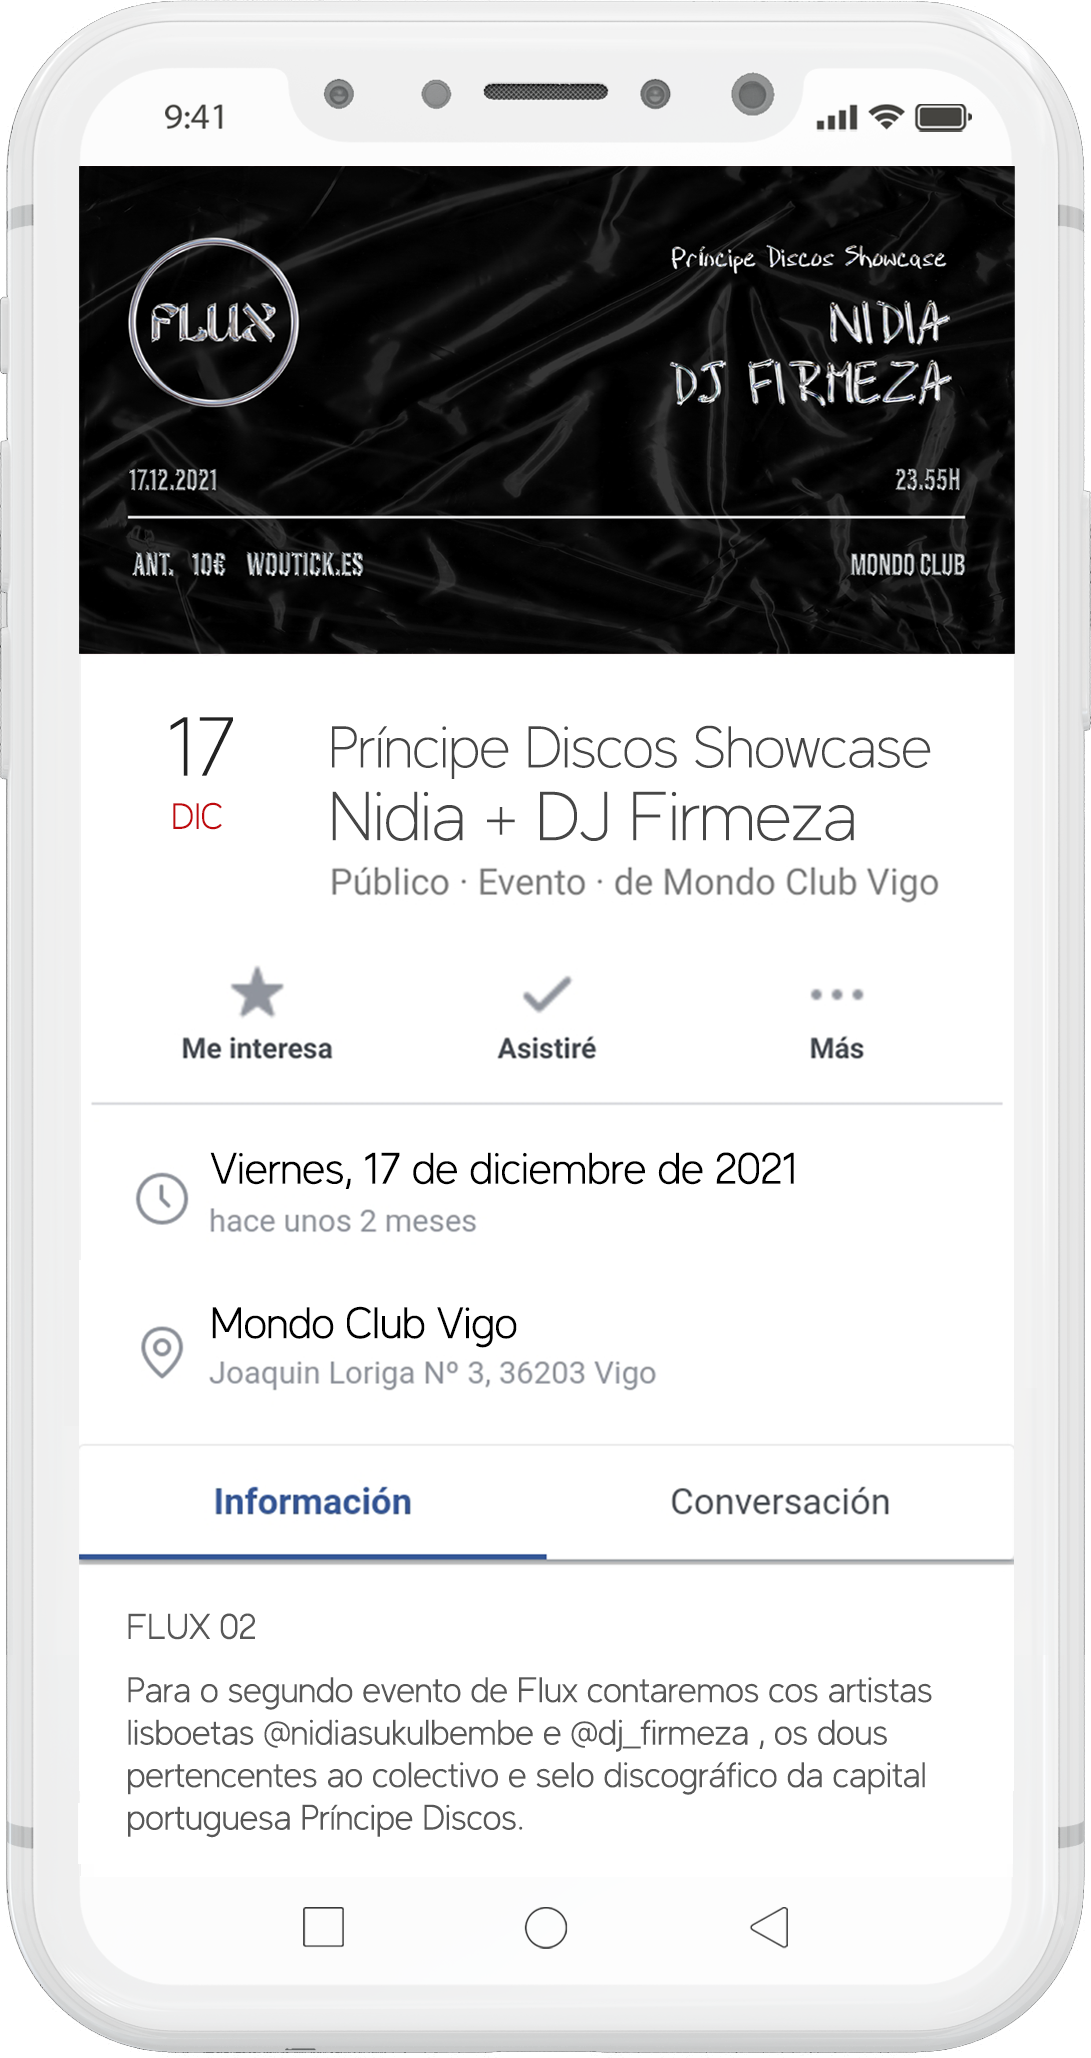 9:41
FLUX
Príncipe Discos Showcase
NIDIA
DJ FIRMEZA
17.12.2021
23.55H
ANT. 10€ WOUTICK.ES
MONDO CLUB
17
DIC
Príncipe Discos Showcase
Nidia + DJ Firmeza
Público · Evento · de Mondo Club Vigo
Me interesa
Asistiré
Más
Viernes, 17 de diciembre de 2021
hace unos 2 meses
Mondo Club Vigo
Joaquin Loriga Nº 3, 36203 Vigo
Información
Conversación
FLUX 02
Para o segundo evento de Flux contaremos cos artistas
lisboetas @nidiasukulbembe e @dj_firmeza , os dous
pertencentes ao colectivo e selo discográfico da capital
portuguesa Príncipe Discos.